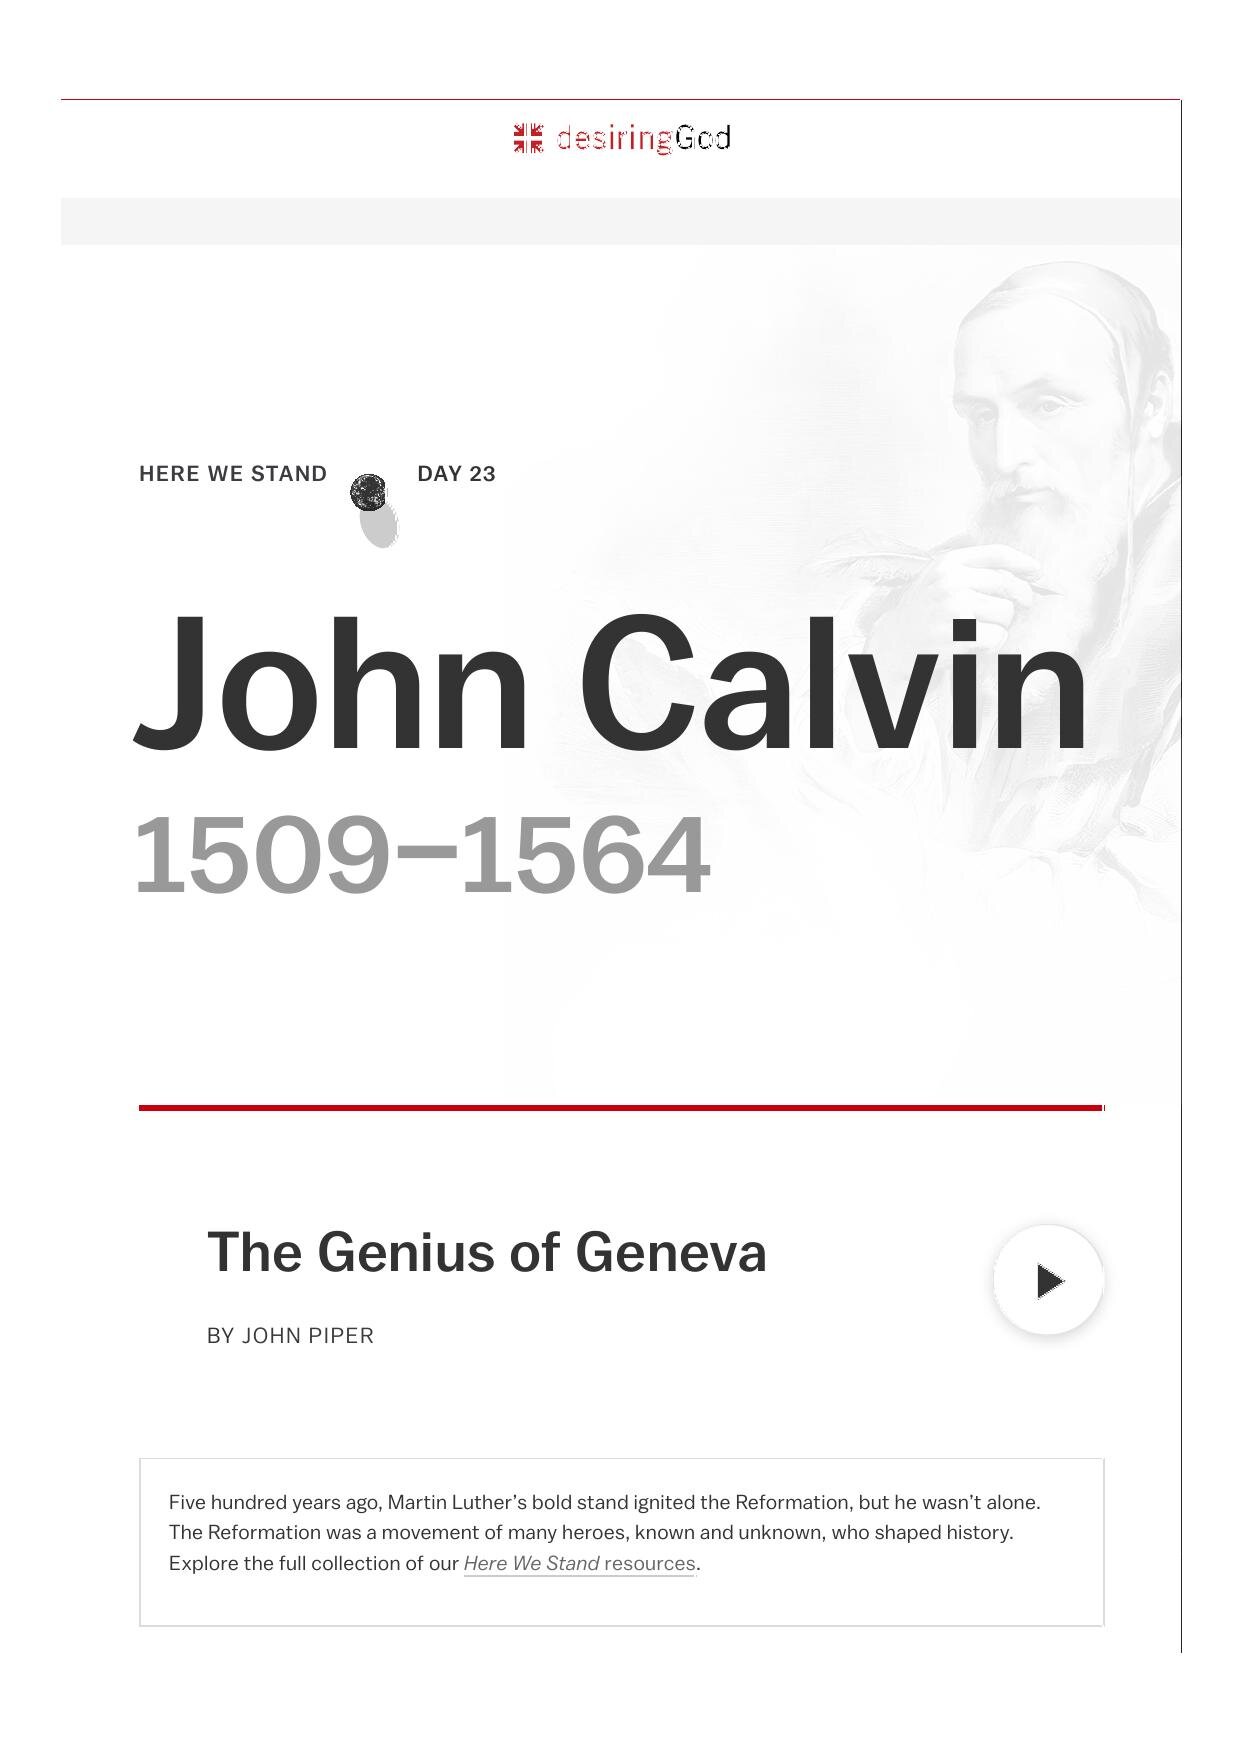 desiringGod
HERE WE STAND DAY 23
John Calvin
1509–1564
The Genius of Geneva
BY JOHN PIPER
Five hundred years ago, Martin Luther’s bold stand ignited the Reformation, but he wasn’t alone.
The Reformation was a movement of many heroes, known and unknown, who shaped history.
Explore the full collection of our Here We Stand resources.